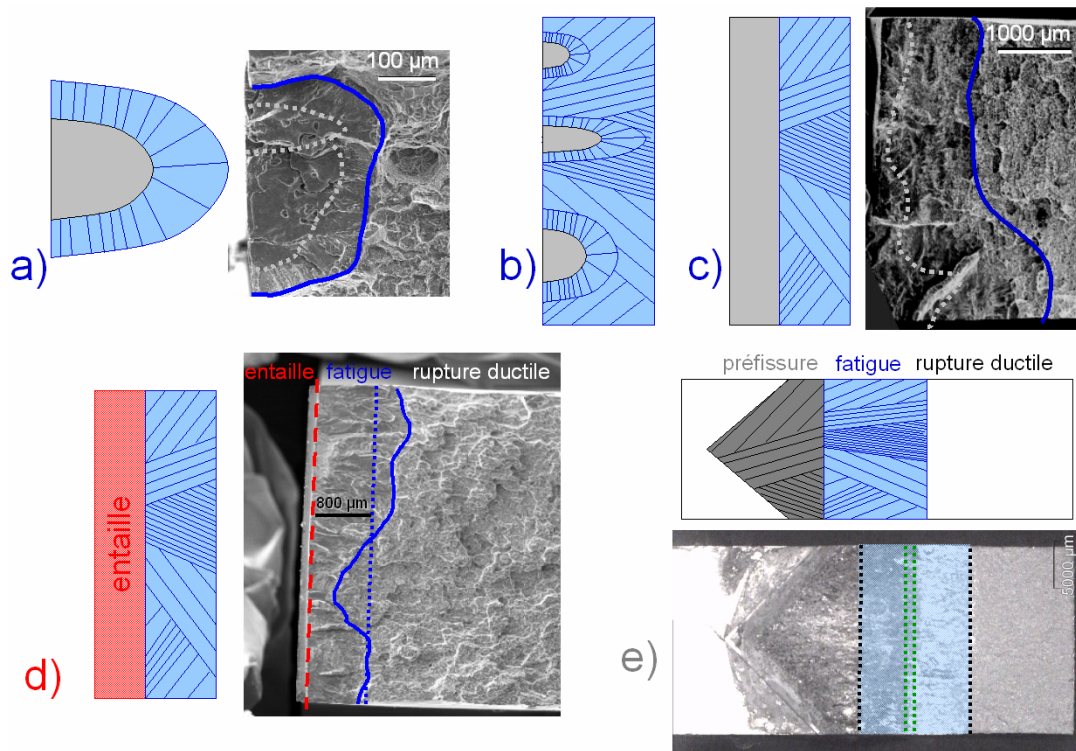 100 µm
a)
b)
c)
1000 µm
entaille
d)
entaille fatigue rupture ductile
800 µm
préfissure fatigue rupture ductile
5000 µm
e)